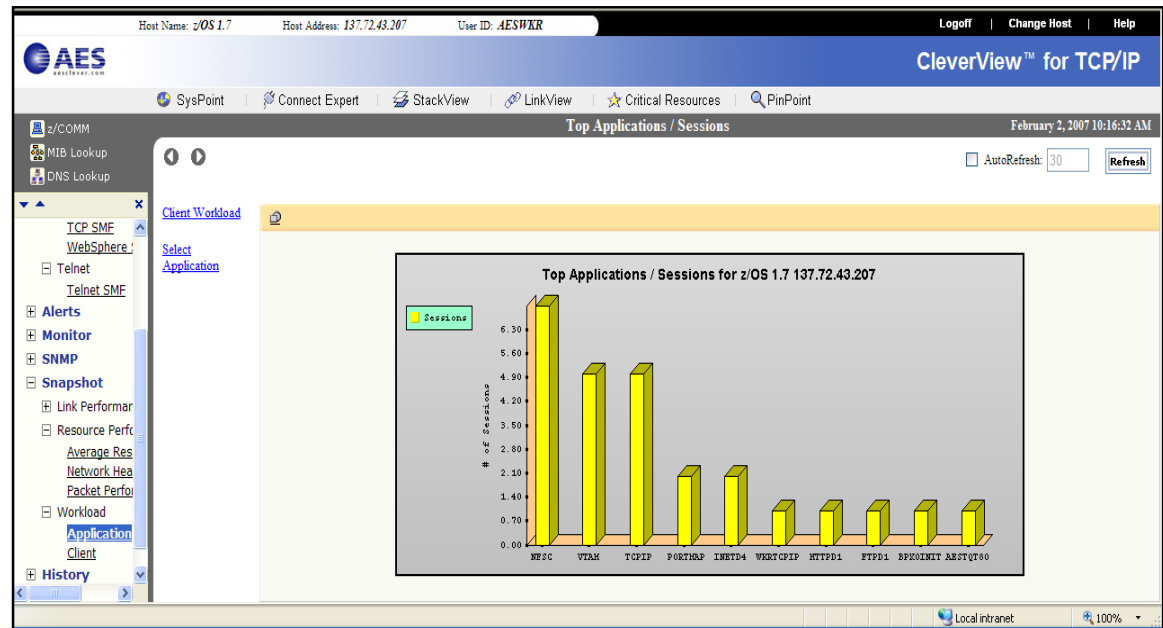 Host Name: z/OS 1.7 Host Address: 137.72.43.207 User ID: AESWKR
Logoff | Change Host | Help
AES
aesclever.com
CleverView™ for TCP/IP
SysPoint | Connect Expert | StackView | LinkView | Critical Resources | PinPoint
z/COMM
MIB Lookup
DNS Lookup
Top Applications / Sessions
February 2, 2007 10:16:32 AM
AutoRefresh: 30 Refresh
TCP SMF
WebSphere
Telnet
Telnet SMF
Alerts
Monitor
SNMP
Snapshot
Link Performan
Resource Perfo
Average Res
Network Hea
Packet Perfor
Workload
Application
Client
History
Client Workload
Select
Application
Top Applications / Sessions for z/OS 1.7 137.72.43.207
Sessions
# of Sessions
6.30
5.60
4.90
4.20
3.50
2.80
2.10
1.40
0.70
0.00
NFSC VTAM TCPIP PORTMAP INETD4 WKRTCPIP HTTPD1 FTPD1 BPXOINIT AESTQT80
Local intranet 100%